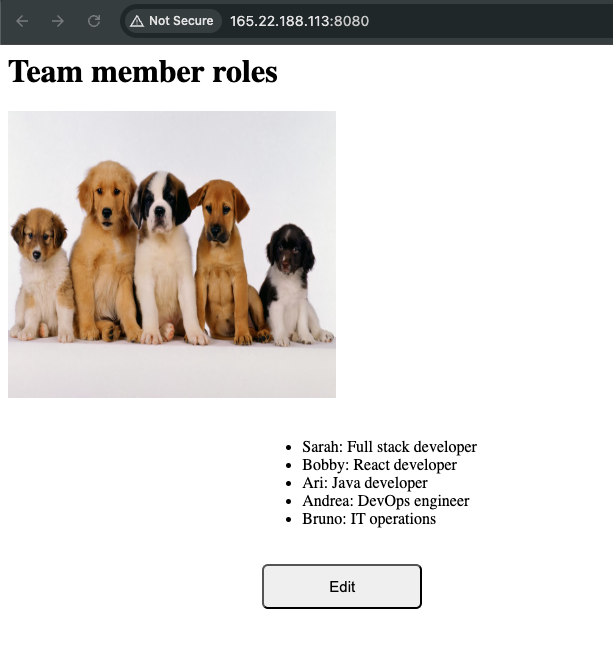 Not Secure 165.22.188.113:8080
Team member roles
Sarah: Full stack developer
Bobby: React developer
Ari: Java developer
Andrea: DevOps engineer
Bruno: IT operations
Edit